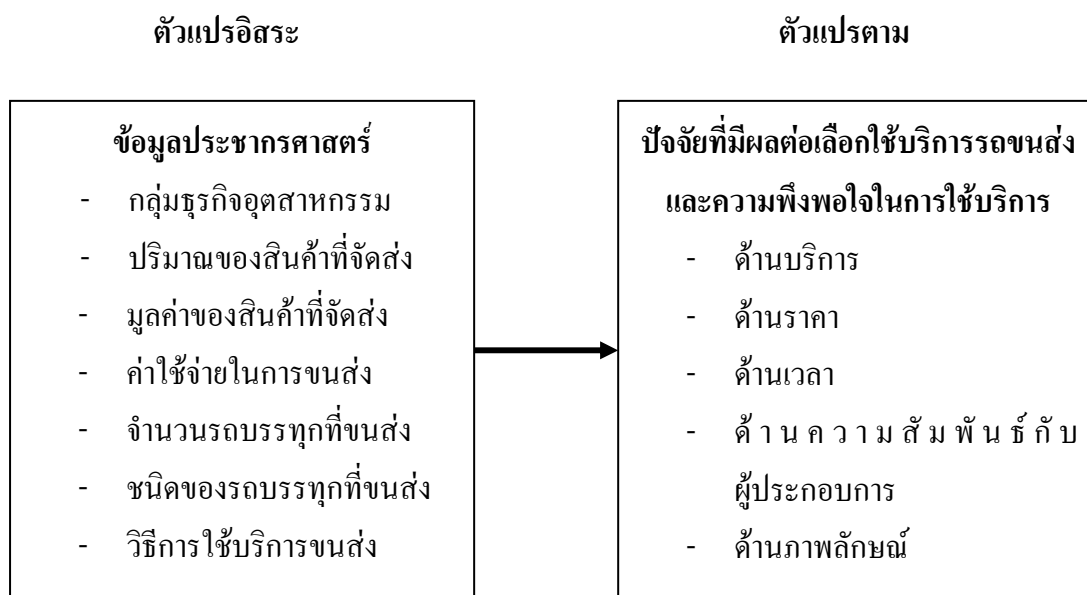 ตัวแปรอิสระ
ตัวแปรตาม
ข้อมูลประชากรศาสตร์
- กลุ่มธุรกิจอุตสาหกรรม
- ปริมาณของสินค้าที่จัดส่ง
- มูลค่าของสินค้าที่จัดส่ง
- ค่าใช้จ่ายในการขนส่ง
- จำนวนรถบรรทุกที่ขนส่ง
- ชนิดของรถบรรทุกที่ขนส่ง
- วิธีการใช้บริการขนส่ง
ปัจจัยที่มีผลต่อเลือกใช้บริการรถขนส่ง
และความพึงพอใจในการใช้บริการ
- ด้านบริการ
- ด้านราคา
- ด้านเวลา
- ด้านความสัมพันธ์กับ
ผู้ประกอบการ
- ด้านภาพลักษณ์